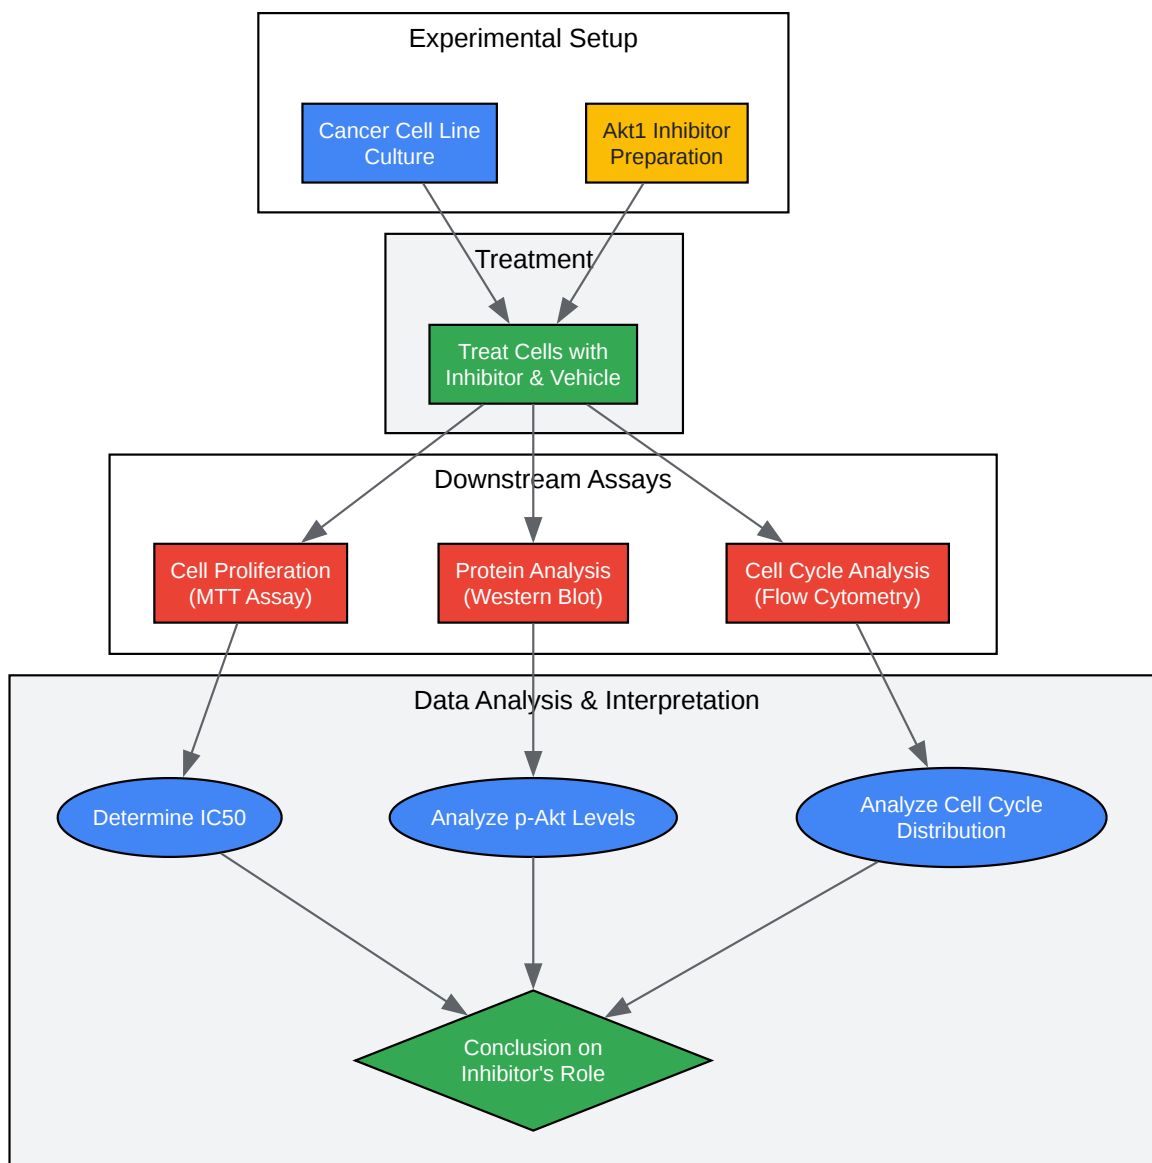 Experimental Setup
Cancer Cell Line
Culture
Akt1 Inhibitor
Preparation
Treatment
Treat Cells with
Inhibitor & Vehicle
Downstream Assays
Cell Proliferation
(MTT Assay)
Protein Analysis
(Western Blot)
Cell Cycle Analysis
(Flow Cytometry)
Data Analysis & Interpretation
Determine IC50
Analyze p-Akt Levels
Analyze Cell Cycle
Distribution
Conclusion on
Inhibitor's Role